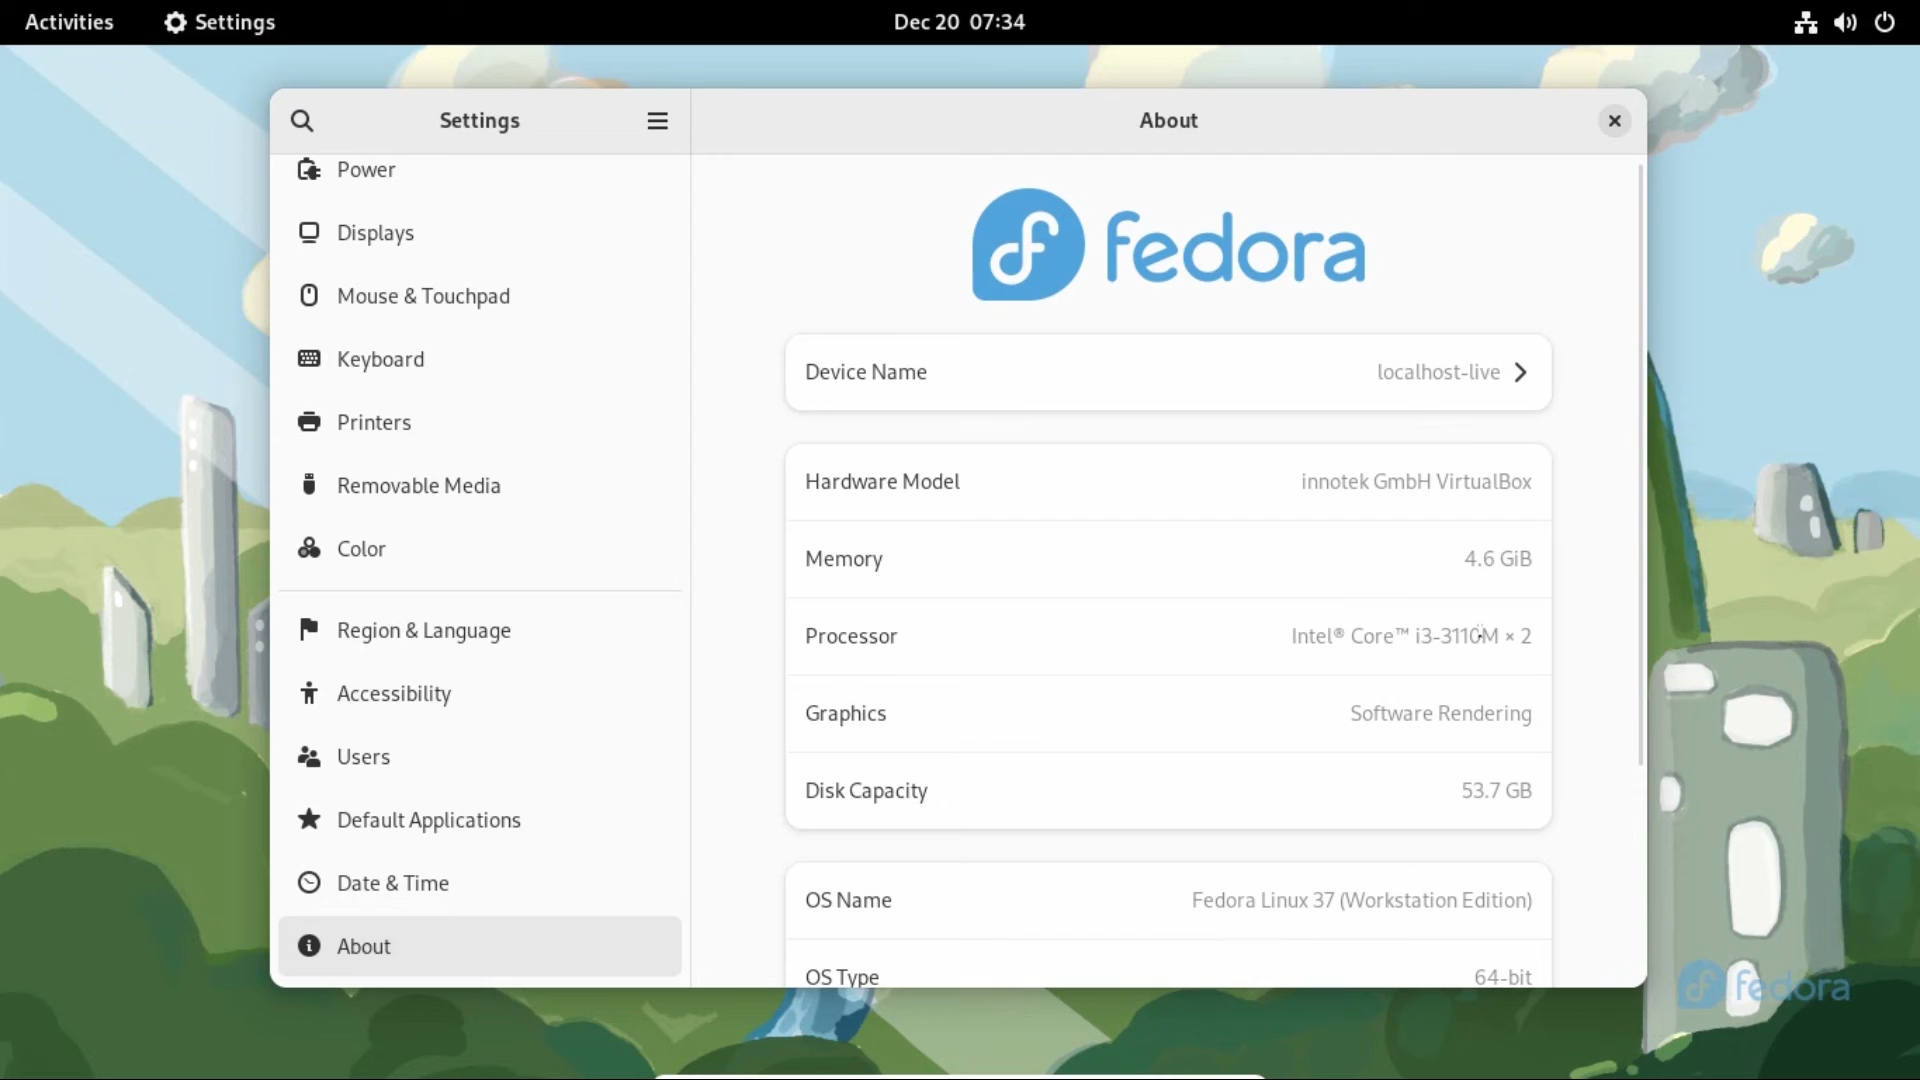 Activities Settings Dec 20 07:34
Settings About
Power
Displays
Mouse & Touchpad
Keyboard
Printers
Removable Media
Color
Region & Language
Accessibility
Users
Default Applications
Date & Time
About
fedora
Device Name localhost-live
Hardware Model innotek GmbH VirtualBox
Memory 4.6 GiB
Processor Intel® Core™ i3-3110M × 2
Graphics Software Rendering
Disk Capacity 53.7 GB
OS Name Fedora Linux 37 (Workstation Edition)
OS Type 64-bit
fedora